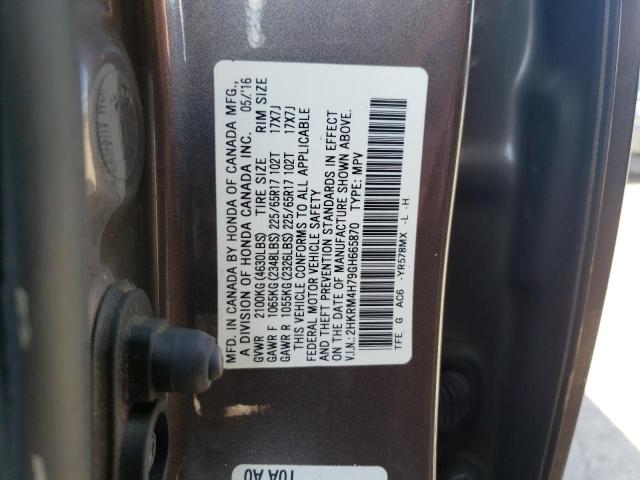 MFD. IN CANADA BY HONDA OF CANADA MFG.,
A DIVISION OF HONDA CANADA INC. 05/'16
GVWR 2100KG (4630LBS) TIRE SIZE RIM SIZE
GAWR F 1065KG (2348LBS) 225/65R17 102T 17X7J
GAWR R 1055KG (2326LBS) 225/65R17 102T 17X7J
THIS VEHICLE CONFORMS TO ALL APPLICABLE
FEDERAL MOTOR VEHICLE SAFETY
AND THEFT PREVENTION STANDARDS IN EFFECT
ON THE DATE OF MANUFACTURE SHOWN ABOVE.
V.I.N.: 2HKRM4H79GH665870 TYPE: MPV
TFE G AC6 -YR578MX -L -H